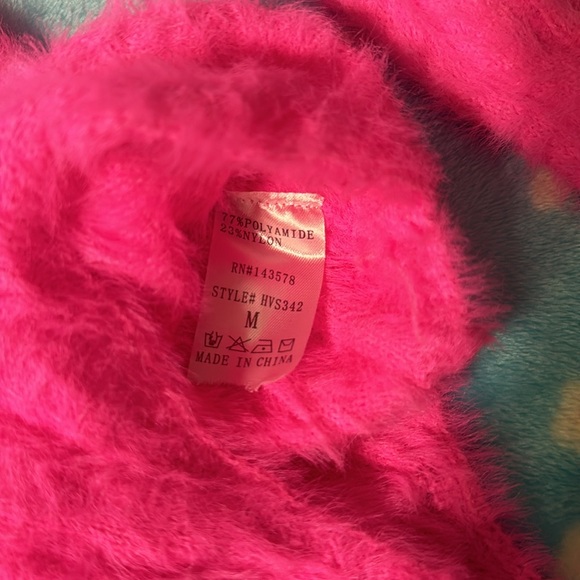 77%POLYAMIDE
23%NYLON
RN#143578
STYLE# HVS342
M
MADE IN CHINA